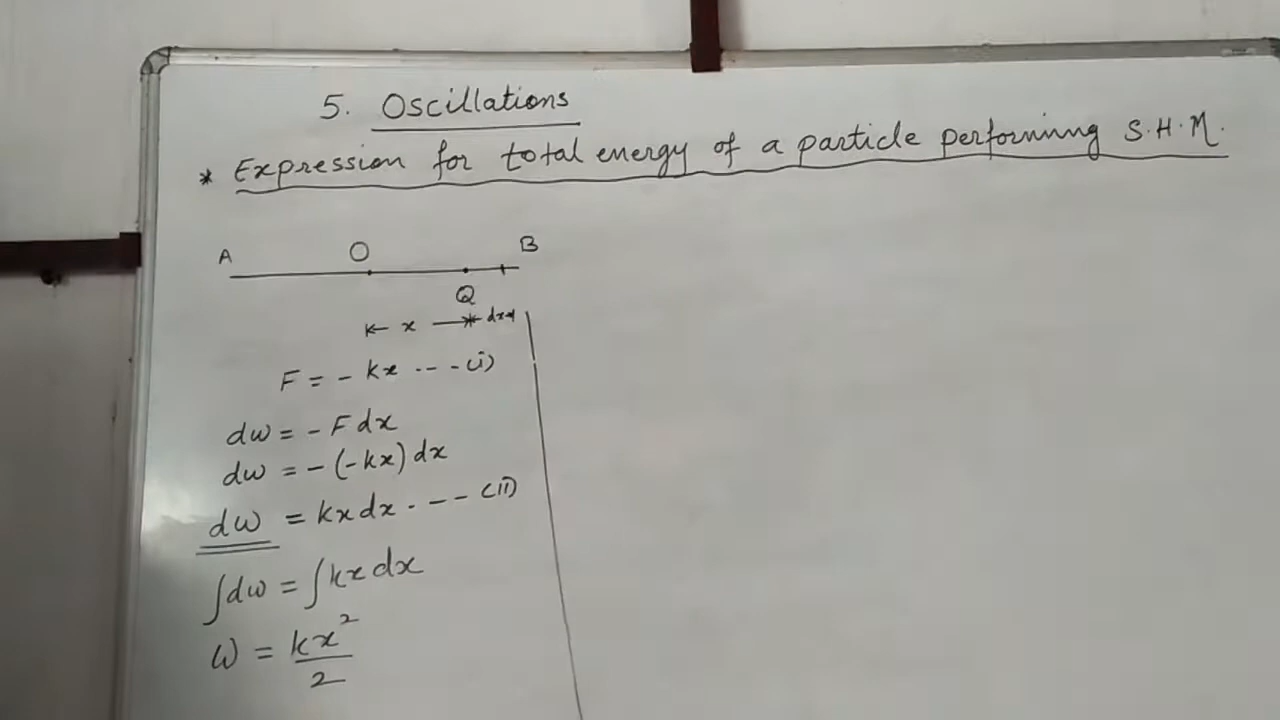 5. Oscillations
* Expression for total energy of a particle performing S.H.M.
A O B
Q
x dx
F = - kx --- (i)
dw = - F dx
dw = - (-kx) dx
dw = kx dx . -- - (ii)
∫dw = ∫kx dx
W = kx²/2